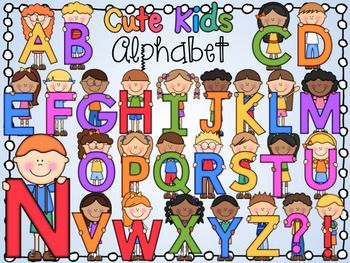 A B Cute Kids C D
Alphabet
E F G H I J K L M
O P Q R S T U
N V W X Y Z ? !